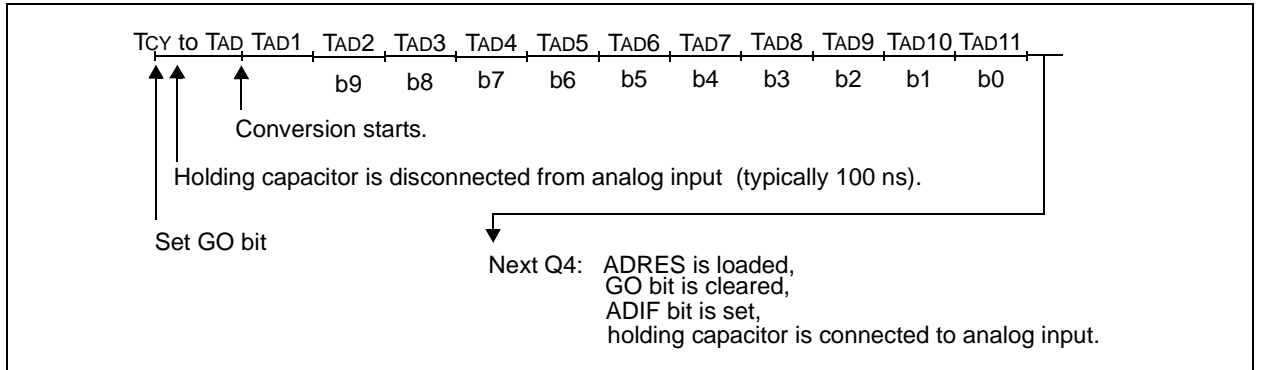 TCY to TAD TAD1 TAD2 TAD3 TAD4 TAD5 TAD6 TAD7 TAD8 TAD9 TAD10 TAD11
b9 b8 b7 b6 b5 b4 b3 b2 b1 b0
Conversion starts.
Holding capacitor is disconnected from analog input (typically 100 ns).
Set GO bit
Next Q4: ADRES is loaded,
GO bit is cleared,
ADIF bit is set,
holding capacitor is connected to analog input.